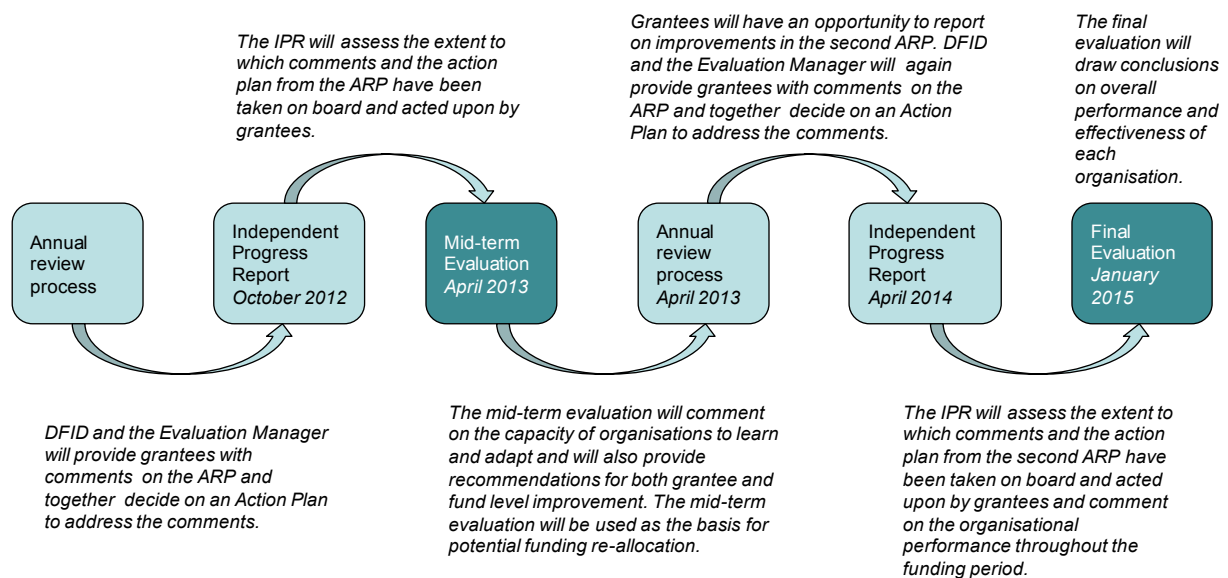 The IPR will assess the extent to
which comments and the action
plan from the ARP have been
taken on board and acted upon by
grantees.
Grantees will have an opportunity to report
on improvements in the second ARP. DFID
and the Evaluation Manager will again
provide grantees with comments on the
ARP and together decide on an Action
Plan to address the comments.
The final
evaluation will
draw conclusions
on overall
performance and
effectiveness of
each
organisation.
Annual
review
process
Independent
Progress
Report
October 2012
Mid-term
Evaluation
April 2013
Annual
review
process
April 2013
Independent
Progress
Report
April 2014
Final
Evaluation
January
2015
DFID and the Evaluation Manager
will provide grantees with
comments on the ARP and
together decide on an Action Plan
to address the comments.
The mid-term evaluation will comment
on the capacity of organisations to learn
and adapt and will also provide
recommendations for both grantee and
fund level improvement. The mid-term
evaluation will be used as the basis for
potential funding re-allocation.
The IPR will assess the extent to
which comments and the action
plan from the second ARP have
been taken on board and acted
upon by grantees and comment
on the organisational
performance throughout the
funding period.